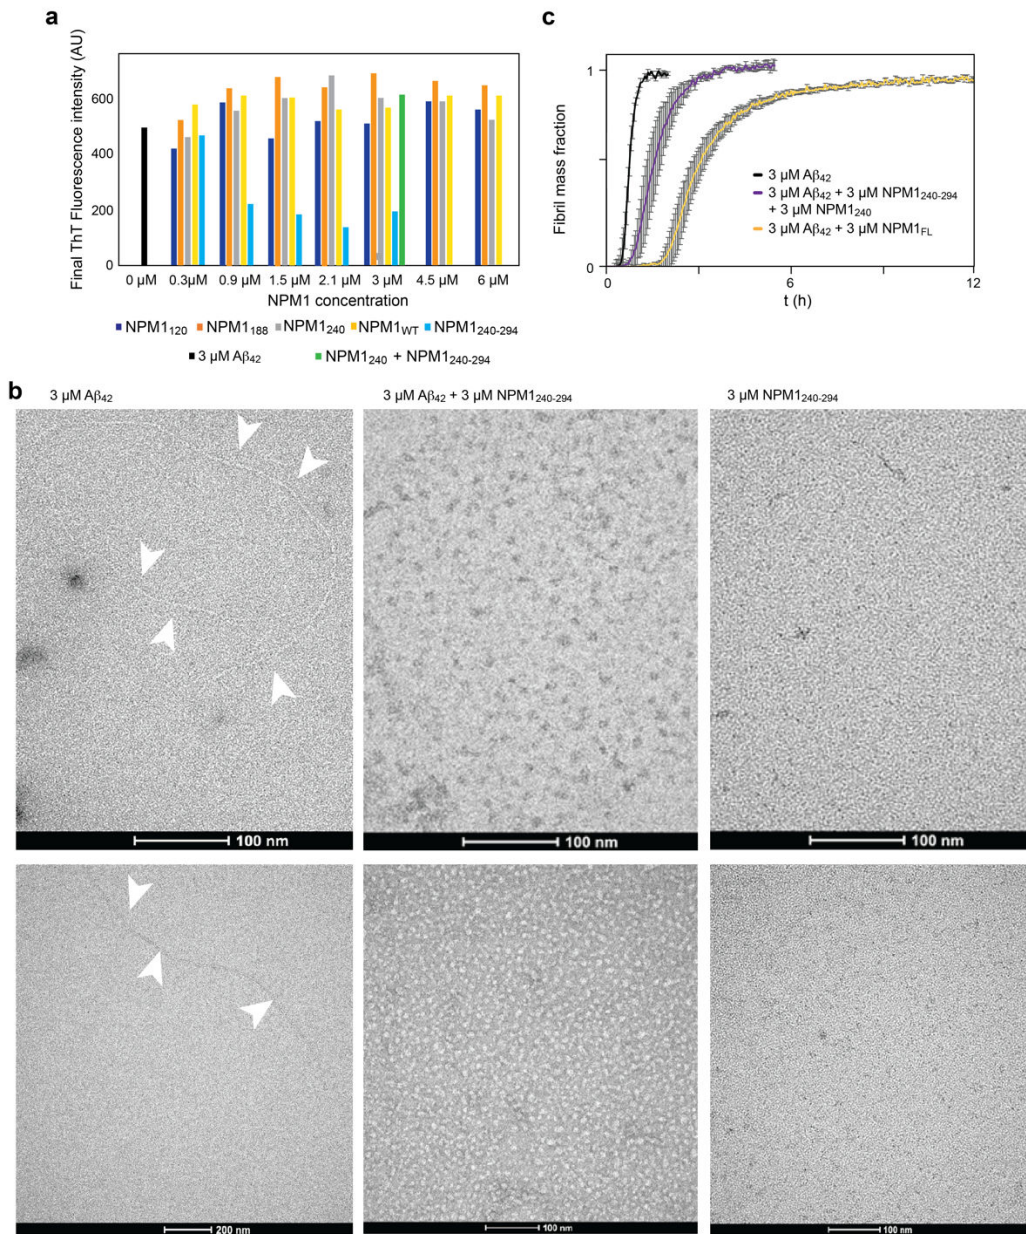 a
Final ThT Fluorescence intensity (AU)
600
400
200
0
0 µM 0.3µM 0.9 µM 1.5 µM 2.1 µM 3 µM 4.5 µM 6 µM
NPM1 concentration
NPM1120 NPM1188 NPM1240 NPM1WT NPM1240-294
3 µM Aβ42 NPM1240 + NPM1240-294
c
Fibril mass fraction
1
0
0 6 12
t (h)
3 µM Aβ42
3 µM Aβ42 + 3 µM NPM1240-294
+ 3 µM NPM1240
3 µM Aβ42 + 3 µM NPM1FL
b
3 µM Aβ42
3 µM Aβ42 + 3 µM NPM1240-294
3 µM NPM1240-294
100 nm
100 nm
100 nm
200 nm
100 nm
100 nm